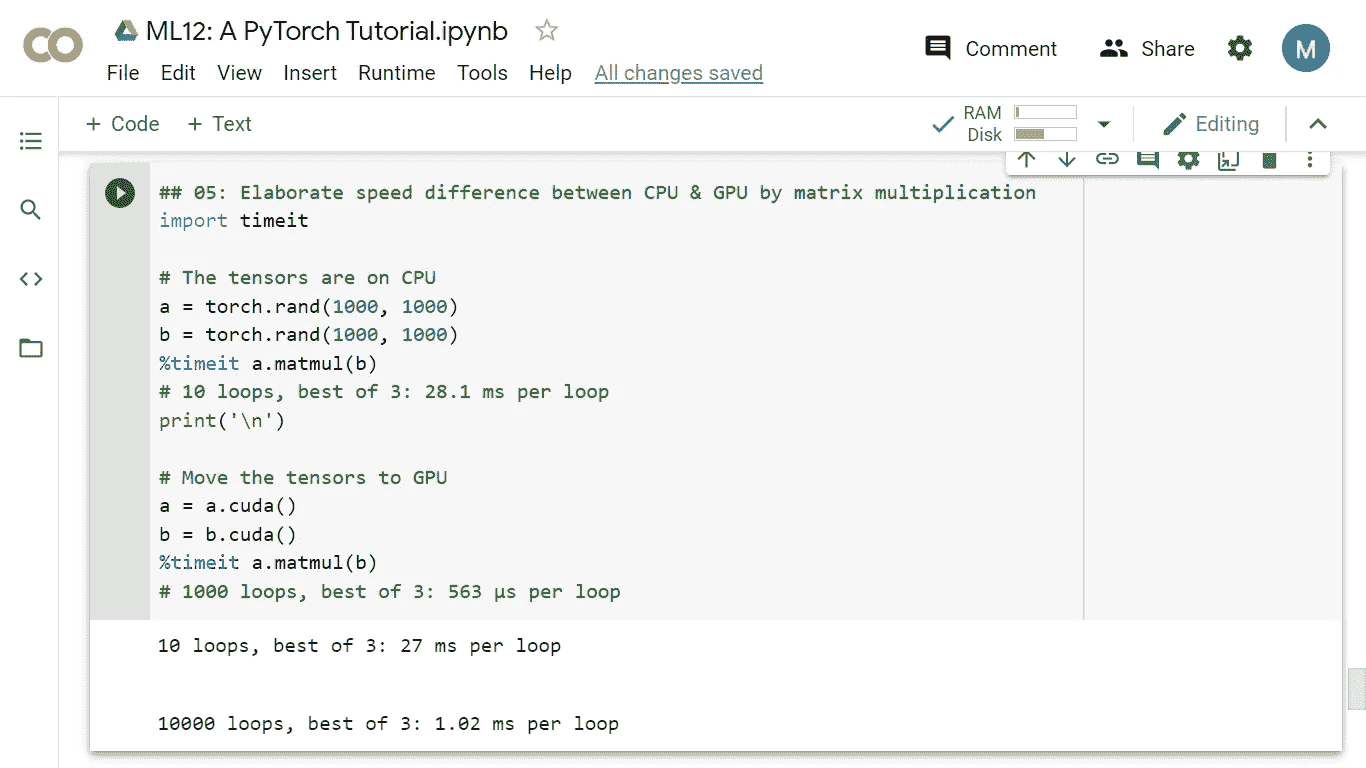 CO ML12: A PyTorch Tutorial.ipynb
Comment Share M
File Edit View Insert Runtime Tools Help All changes saved
+ Code + Text RAM Disk Editing
## 05: Elaborate speed difference between CPU & GPU by matrix multiplication
import timeit
# The tensors are on CPU
a = torch.rand(1000, 1000)
b = torch.rand(1000, 1000)
%timeit a.matmul(b)
# 10 loops, best of 3: 28.1 ms per loop
print('\n')
# Move the tensors to GPU
a = a.cuda()
b = b.cuda()
%timeit a.matmul(b)
# 1000 loops, best of 3: 563 µs per loop
10 loops, best of 3: 27 ms per loop
10000 loops, best of 3: 1.02 ms per loop